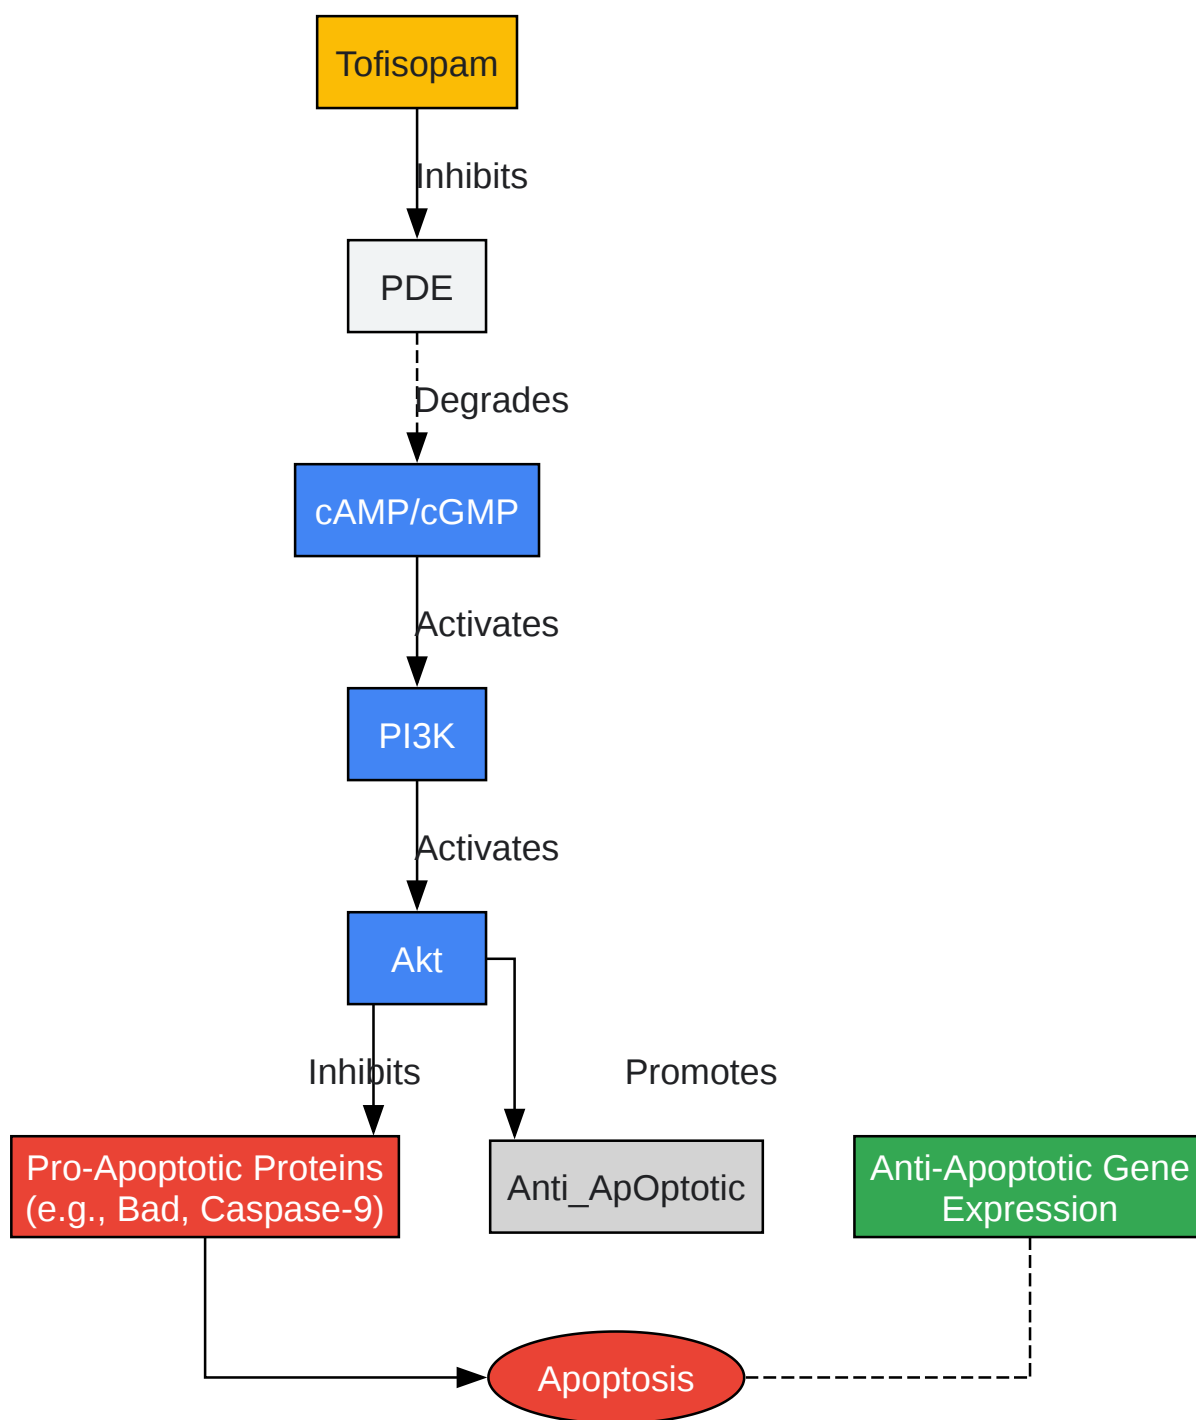 Tofisopam
Inhibits
PDE
Degrades
cAMP/cGMP
Activates
PI3K
Activates
Akt
Inhibits
Promotes
Pro-Apoptotic Proteins
(e.g., Bad, Caspase-9)
Anti_ApOptotic
Anti-Apoptotic Gene
Expression
Apoptosis